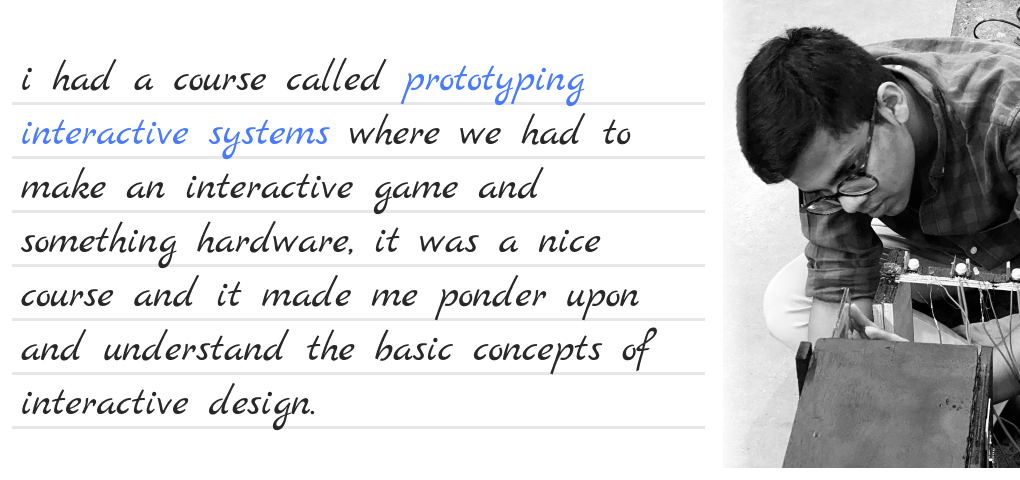 i had a course called prototyping
interactive systems where we had to
make an interactive game and
something hardware, it was a nice
course and it made me ponder upon
and understand the basic concepts of
interactive design.